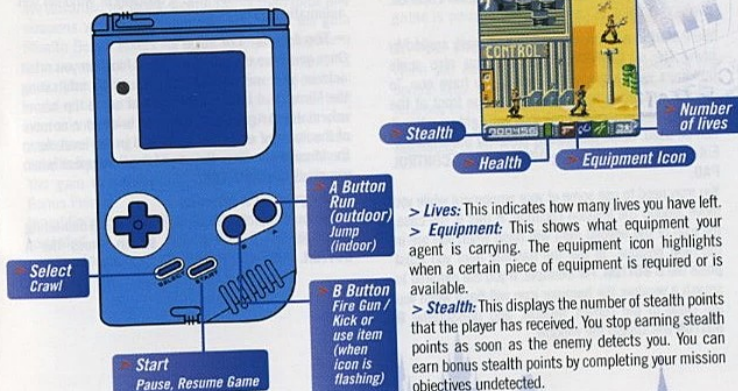 CONTROL
000456
> Stealth
> Health
> Equipment Icon
> Number
of lives
> A Button
Run
(outdoor)
Jump
(indoor)
> Select
Crawl
SELECT
START
B
A
> B Button
Fire Gun /
Kick or
use item
(when
icon is
flashing)
> Start
Pause, Resume Game
> Lives: This indicates how many lives you have left.
> Equipment: This shows what equipment your
agent is carrying. The equipment icon highlights
when a certain piece of equipment is required or is
available.
> Stealth: This displays the number of stealth points
that the player has received. You stop earning stealth
points as soon as the enemy detects you. You can
earn bonus stealth points by completing your mission
objectives undetected.